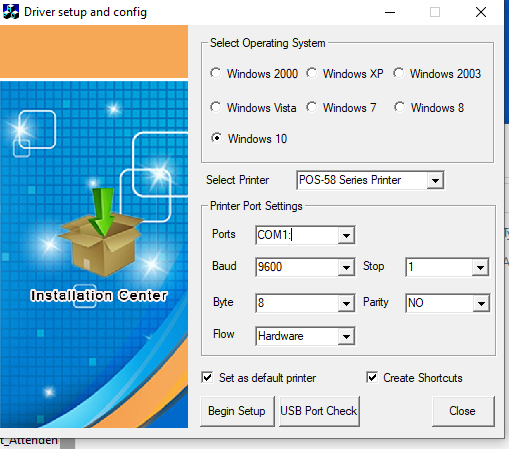 Driver setup and config
Select Operating System
Windows 2000 Windows XP Windows 2003
Windows Vista Windows 7 Windows 8
Windows 10
Select Printer POS-58 Series Printer
Printer Port Settings
Ports COM1:
Baud 9600 Stop 1
Byte 8 Parity NO
Flow Hardware
Installation Center
Set as default printer Create Shortcuts
Begin Setup USB Port Check Close
t_Attenden